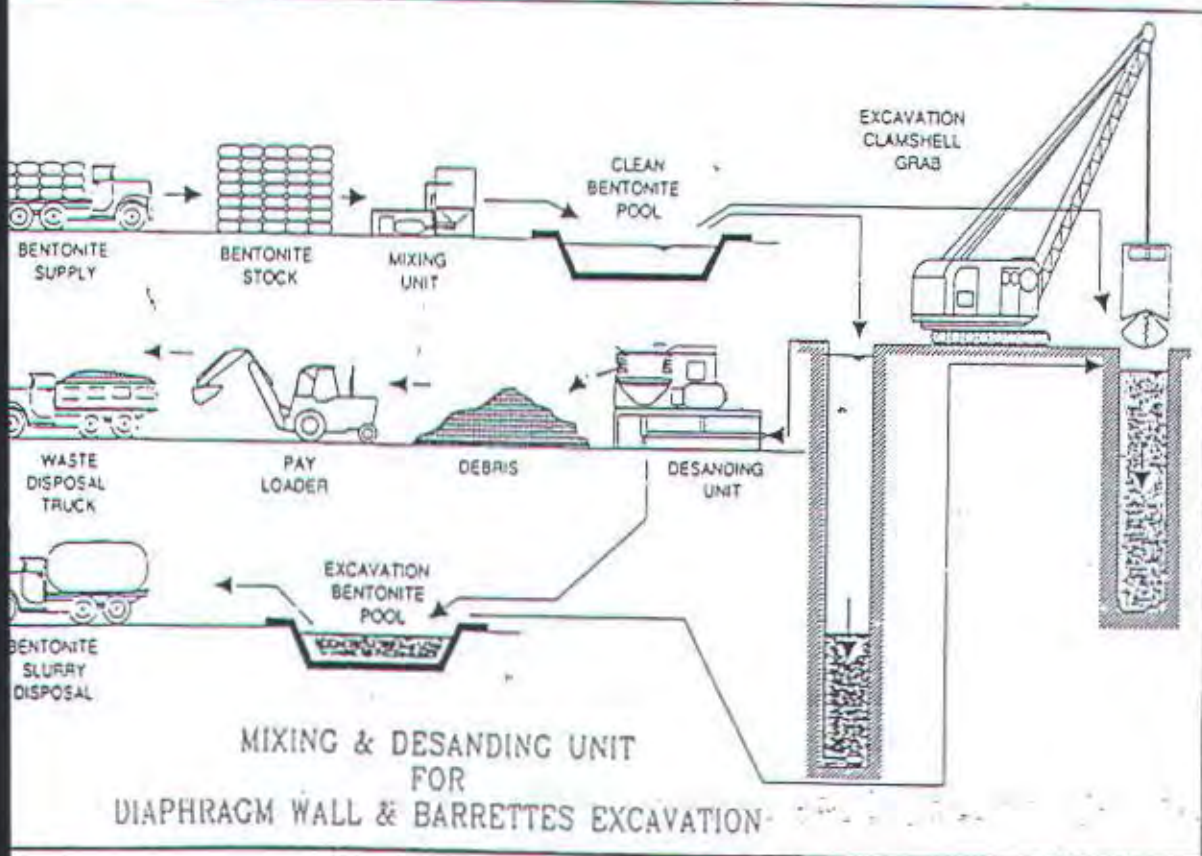 EXCAVATION
CLAMSHELL
GRAB
CLEAN
BENTONITE
POOL
BENTONITE
SUPPLY
BENTONITE
STOCK
MIXING
UNIT
WASTE
DISPOSAL
TRUCK
PAY
LOADER
DEBRIS
DESANDING
UNIT
EXCAVATION
BENTONITE
POOL
BENTONITE
SLURRY
DISPOSAL
MIXING & DESANDING UNIT
FOR
DIAPHRAGM WALL & BARRETTES EXCAVATION